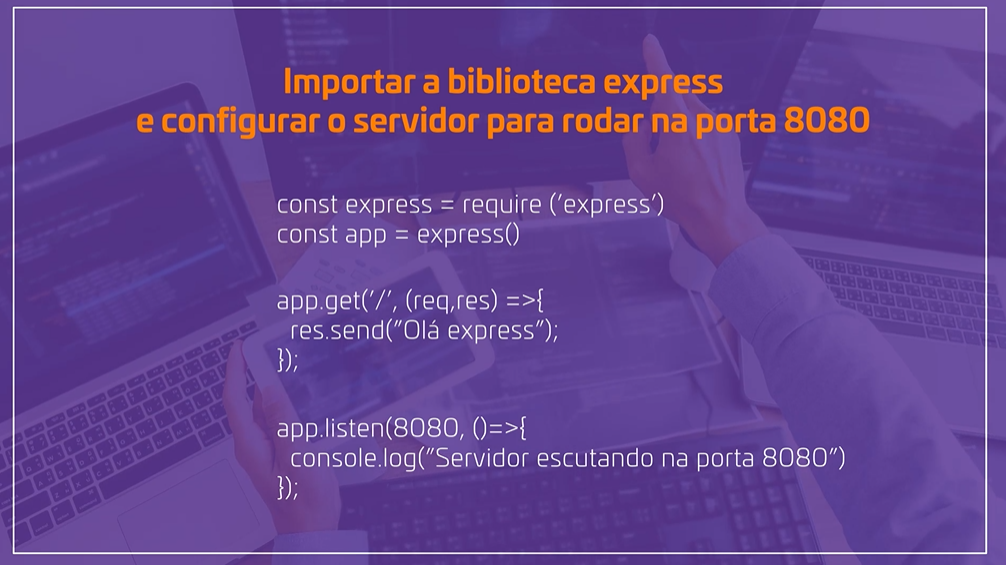 Importar a biblioteca express
e configurar o servidor para rodar na porta 8080
const express = require (’express’)
const app = express()
app.get(’/’, (req,res) =>{
res.send(”Olá express”);
});
app.listen(8080, ()=>{
console.log(”Servidor escutando na porta 8080”)
});